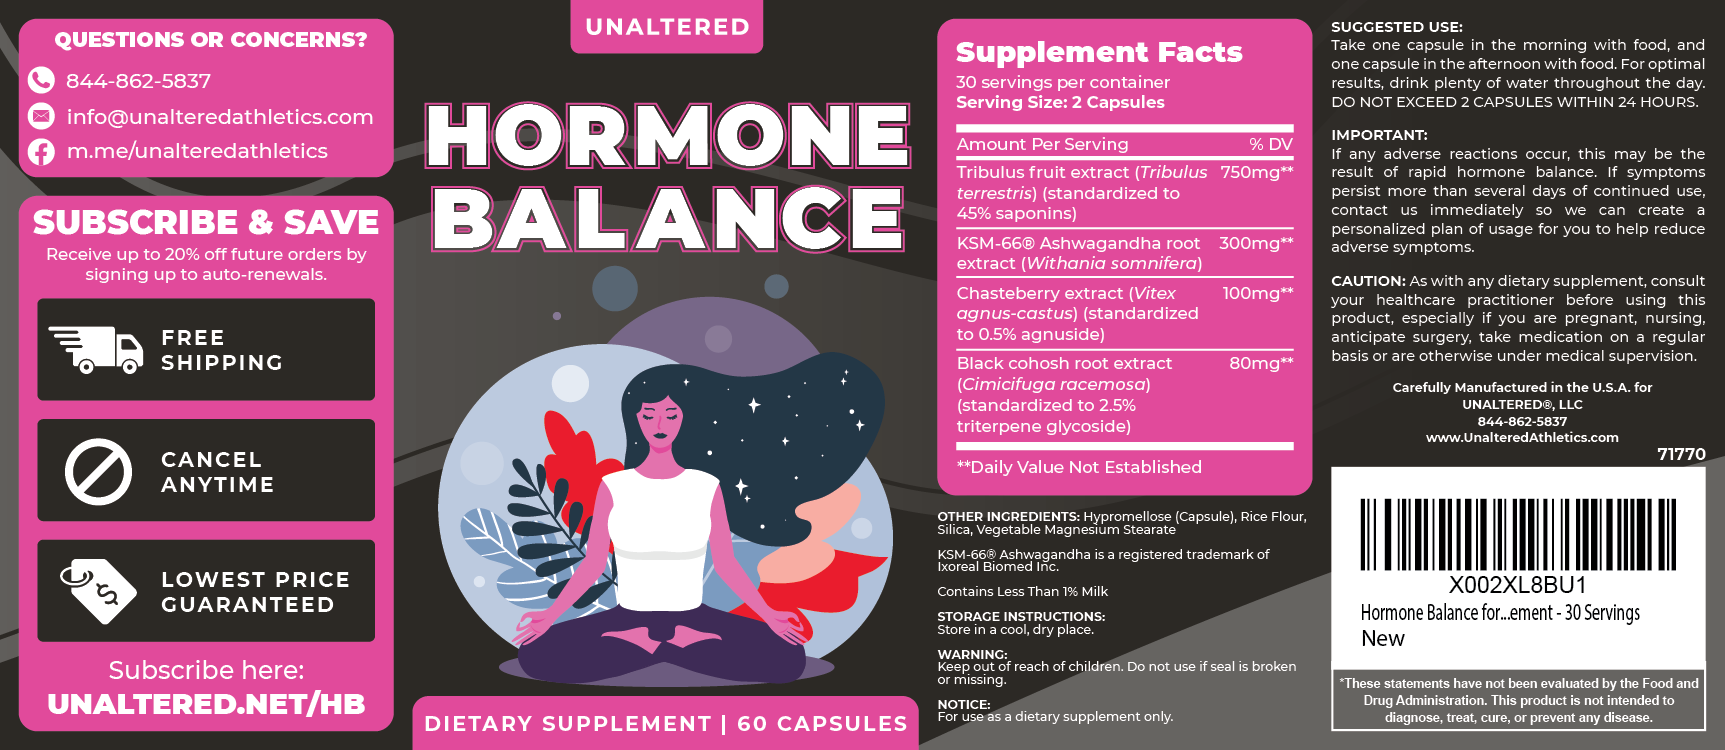 QUESTIONS OR CONCERNS?
844-862-5837
info@unalteredathletics.com
m.me/unalteredathletics
SUBSCRIBE & SAVE
Receive up to 20% off future orders by
signing up to auto-renewals.
FREE
SHIPPING
CANCEL
ANYTIME
$
LOWEST PRICE
GUARANTEED
Subscribe here:
UNALTERED.NET/HB
UNALTERED
HORMONE
BALANCE
DIETARY SUPPLEMENT | 60 CAPSULES
Supplement Facts
30 servings per container
Serving Size: 2 Capsules
Amount Per Serving % DV
Tribulus fruit extract (Tribulus 750mg**
terrestris) (standardized to
45% saponins)
KSM-66® Ashwagandha root 300mg**
extract (Withania somnifera)
Chasteberry extract (Vitex 100mg**
agnus-castus) (standardized
to 0.5% agnuside)
Black cohosh root extract 80mg**
(Cimicifuga racemosa)
(standardized to 2.5%
triterpene glycoside)
**Daily Value Not Established
OTHER INGREDIENTS: Hypromellose (Capsule), Rice Flour,
Silica, Vegetable Magnesium Stearate
KSM-66® Ashwagandha is a registered trademark of
Ixoreal Biomed Inc.
Contains Less Than 1% Milk
STORAGE INSTRUCTIONS:
Store in a cool, dry place.
WARNING:
Keep out of reach of children. Do not use if seal is broken
or missing.
NOTICE:
For use as a dietary supplement only.
SUGGESTED USE:
Take one capsule in the morning with food, and
one capsule in the afternoon with food. For optimal
results, drink plenty of water throughout the day.
DO NOT EXCEED 2 CAPSULES WITHIN 24 HOURS.
IMPORTANT:
If any adverse reactions occur, this may be the
result of rapid hormone balance. If symptoms
persist more than several days of continued use,
contact us immediately so we can create a
personalized plan of usage for you to help reduce
adverse symptoms.
CAUTION: As with any dietary supplement, consult
your healthcare practitioner before using this
product, especially if you are pregnant, nursing,
anticipate surgery, take medication on a regular
basis or are otherwise under medical supervision.
Carefully Manufactured in the U.S.A. for
UNALTERED®, LLC
844-862-5837
www.UnalteredAthletics.com
71770
X002XL8BU1
Hormone Balance for...ement - 30 Servings
New
*These statements have not been evaluated by the Food and
Drug Administration. This product is not intended to
diagnose, treat, cure, or prevent any disease.